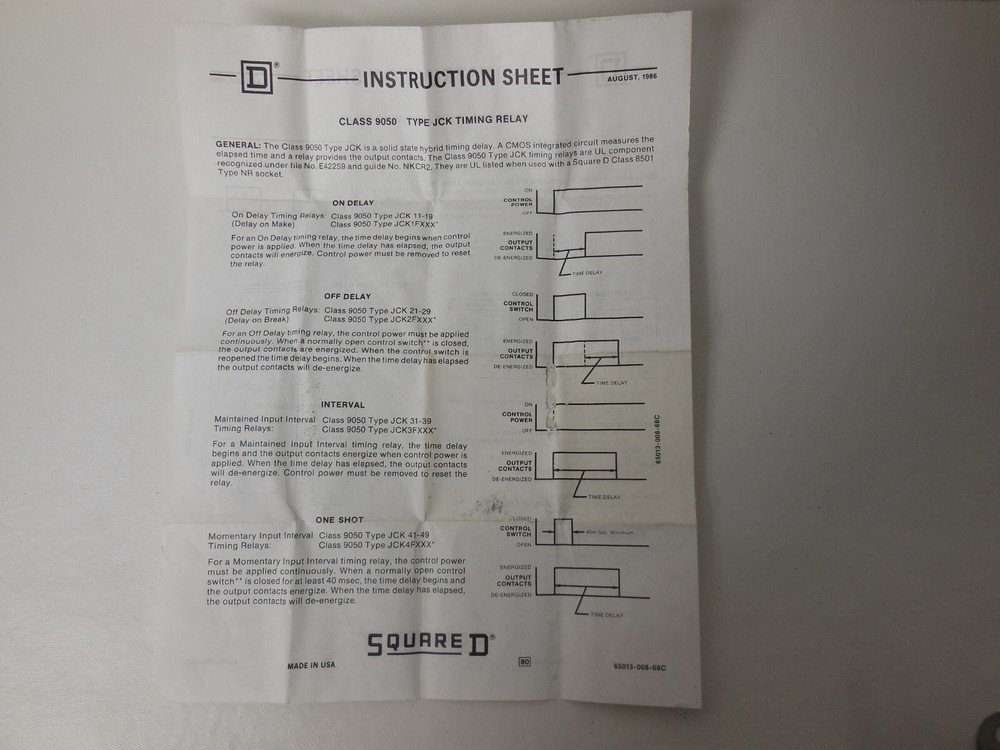 D®
INSTRUCTION SHEET
AUGUST, 1986
CLASS 9050 TYPE JCK TIMING RELAY
GENERAL: The Class 9050 Type JCK is a solid state hybrid timing delay. A CMOS integrated circuit measures the
elapsed time and a relay provides the output contacts. The Class 9050 Type JCK timing relays are UL component
recognized under file No. E42259 and guide No. NKCR2. They are UL listed when used with a Square D Class 8501
Type NR socket.
ON DELAY
On Delay Timing Relays: Class 9050 Type JCK 11-19
(Delay on Make) Class 9050 Type JCK1FXXX*
For an On Delay timing relay, the time delay begins when control
power is applied. When the time delay has elapsed, the output
contacts will energize. Control power must be removed to reset
the relay.
ON
CONTROL
POWER
OFF
ENERGIZED
OUTPUT
CONTACTS
DE-ENERGIZED
TIME DELAY
OFF DELAY
Off Delay Timing Relays: Class 9050 Type JCK 21-29
(Delay on Break) Class 9050 Type JCK2FXXX*
For an Off Delay timing relay, the control power must be applied
continuously. When a normally open control switch** is closed,
the output contacts are energized. When the control switch is
reopened the time delay begins. When the time delay has elapsed
the output contacts will de-energize.
CLOSED
CONTROL
SWITCH
OPEN
ENERGIZED
OUTPUT
CONTACTS
DE-ENERGIZED
TIME DELAY
INTERVAL
Maintained Input Interval Class 9050 Type JCK 31-39
Timing Relays: Class 9050 Type JCK3FXXX*
For a Maintained Input Interval timing relay, the time delay
begins and the output contacts energize when control power is
applied. When the time delay has elapsed, the output contacts
will de-energize. Control power must be removed to reset the
relay.
ON
CONTROL
POWER
OFF
ENERGIZED
OUTPUT
CONTACTS
DE-ENERGIZED
TIME DELAY
65013-008-68C
ONE SHOT
Momentary Input Interval Class 9050 Type JCK 41-49
Timing Relays: Class 9050 Type JCK4FXXX*
For a Momentary Input Interval timing relay, the control power
must be applied continuously. When a normally open control
switch** is closed for at least 40 msec, the time delay begins and
the output contacts energize. When the time delay has elapsed,
the output contacts will de-energize.
CLOSED
CONTROL
SWITCH
OPEN
Minimum
ENERGIZED
OUTPUT
CONTACTS
DE-ENERGIZED
TIME DELAY
SQUARE D®
MADE IN USA
80
65013-008-68C